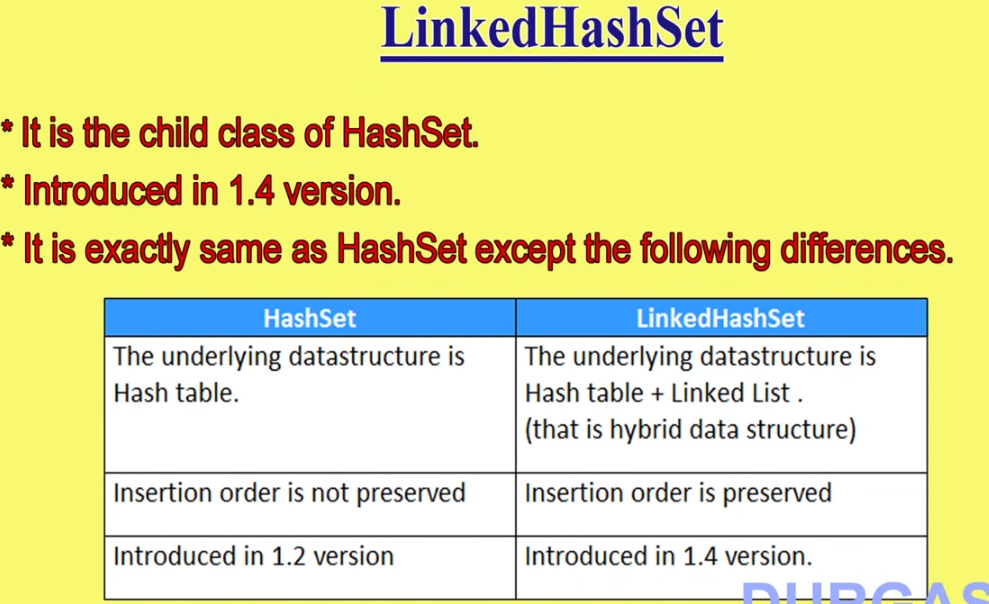 LinkedHashSet
* It is the child class of HashSet.
* Introduced in 1.4 version.
* It is exactly same as HashSet except the following differences.
HashSet
LinkedHashSet
The underlying datastructure is
Hash table.
The underlying datastructure is
Hash table + Linked List .
(that is hybrid data structure)
Insertion order is not preserved
Insertion order is preserved
Introduced in 1.2 version
Introduced in 1.4 version.